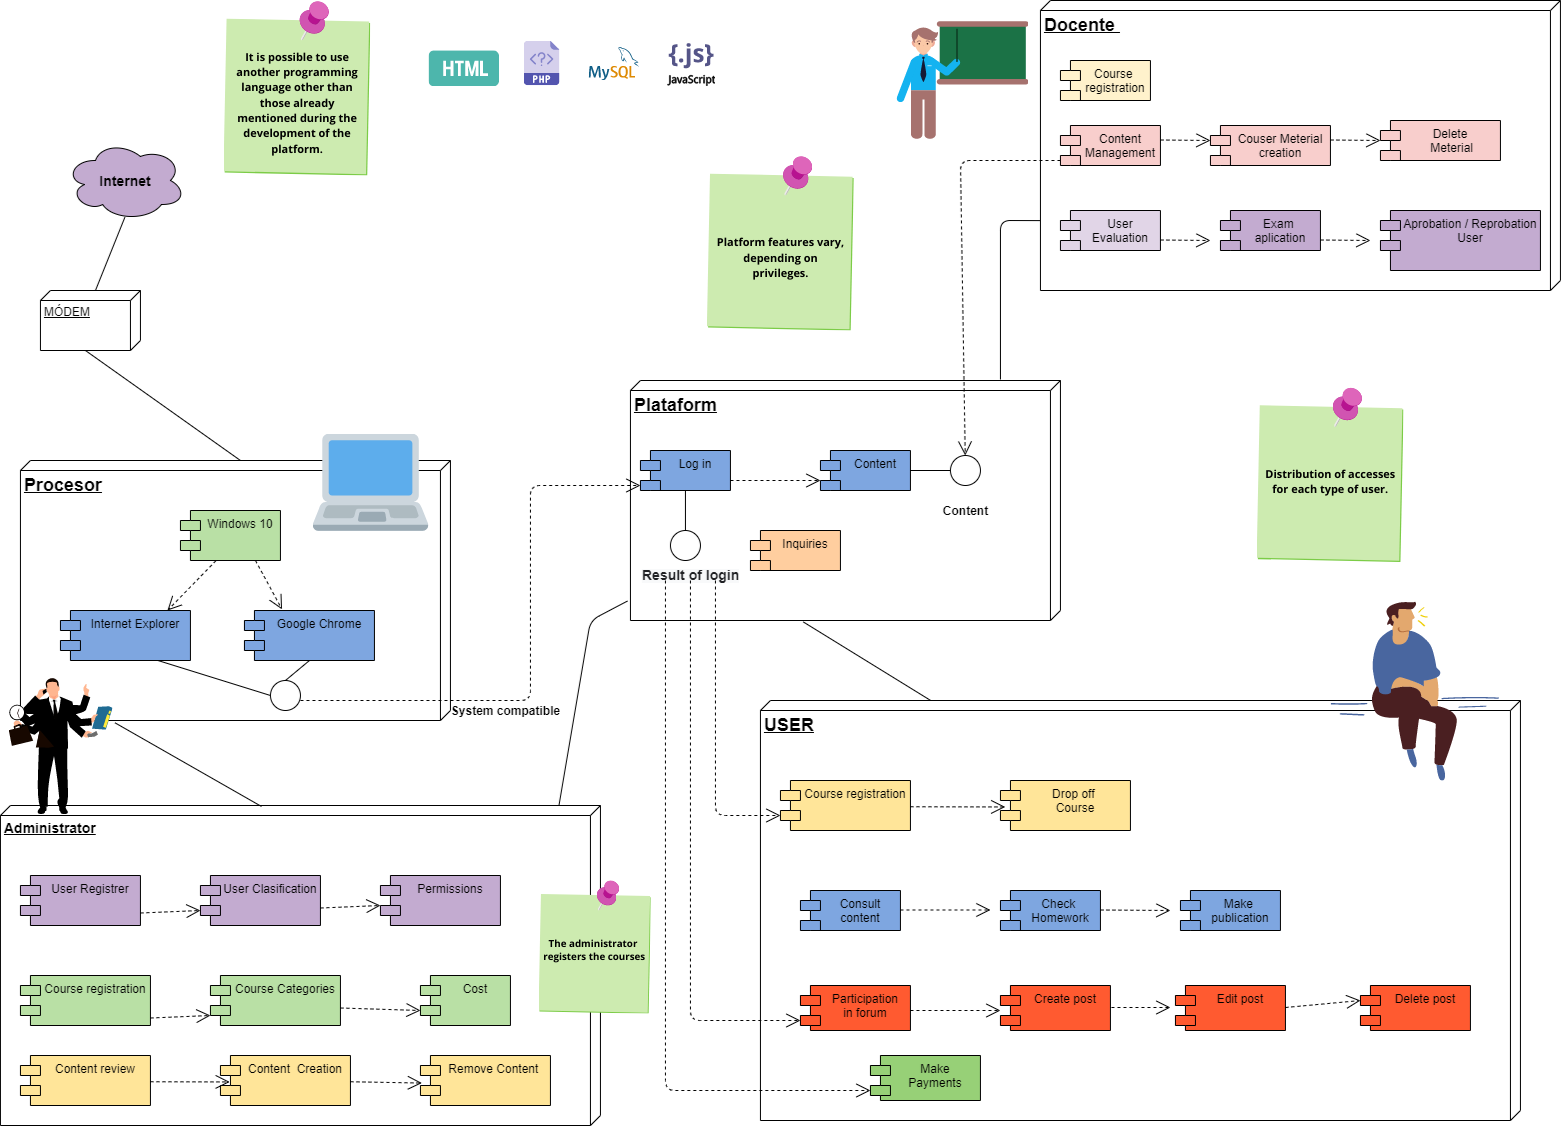 It is possible to use
another programming
language other than
those already
mentioned during the
development of the
platform.
HTML
<?>
PHP
MySQL
{.js}
JavaScript
Docente
Course
registration
Content
Management
Couser Meterial
creation
Delete
Meterial
User
Evaluation
Exam
aplication
Aprobation / Reprobation
User
Internet
MÓDEM
Platform features vary,
depending on
privileges.
Plataform
Log in
Content
Content
Inquiries
Result of login
Distribution of accesses
for each type of user.
Procesor
Windows 10
Internet Explorer
Google Chrome
System compatible
USER
Course registration
Drop off
Course
Consult
content
Check
Homework
Make
publication
Participation
in forum
Create post
Edit post
Delete post
Make
Payments
Administrator
User Registrer
User Clasification
Permissions
Course registration
Course Categories
Cost
Content review
Content Creation
Remove Content
The administrator
registers the courses